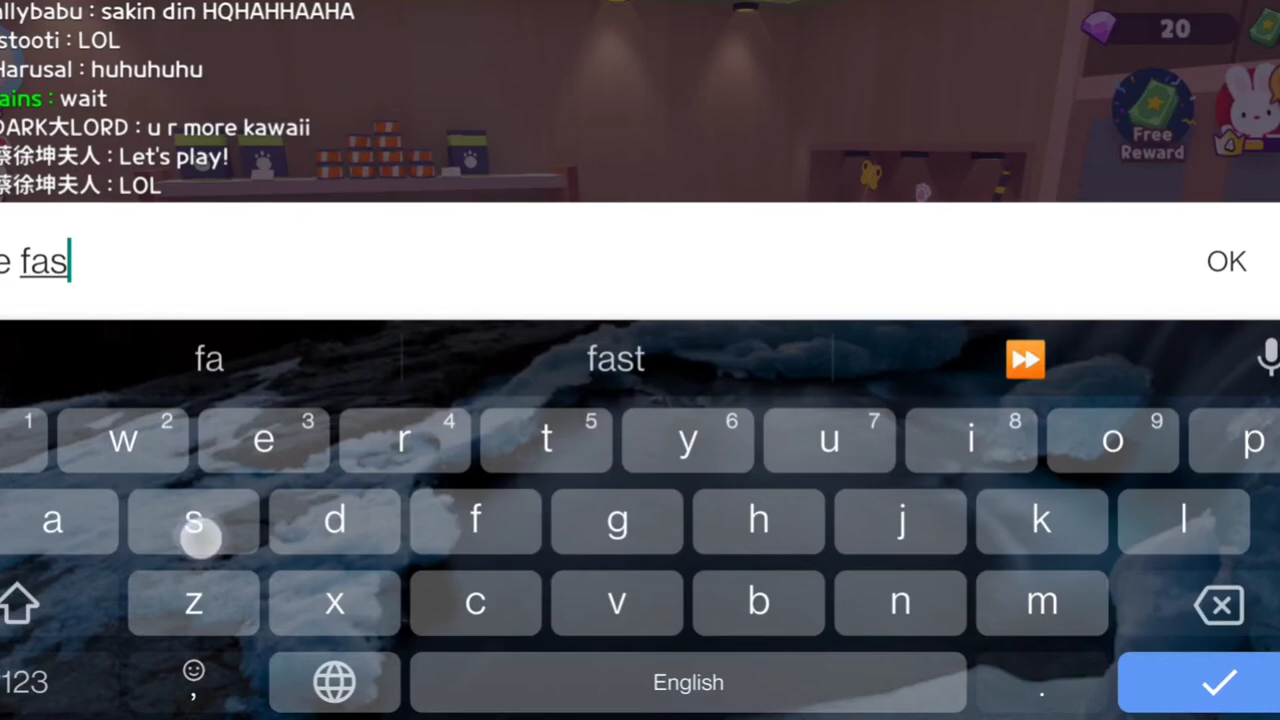 allybabu : sakin din HQHAHHAAHA
stooti : LOL
Harusal : huhuhuhu
ains : wait
DARK大LORD : u r more kawaii
蔡徐坤夫人 : Let's play!
蔡徐坤夫人 : LOL
20
Free
Reward
4
e fas
OK
fa fast
1 2 3 4 5 6 7 8 9
w e r t y u i o p
a s d f g h j k l
z x c v b n m
123 , English .